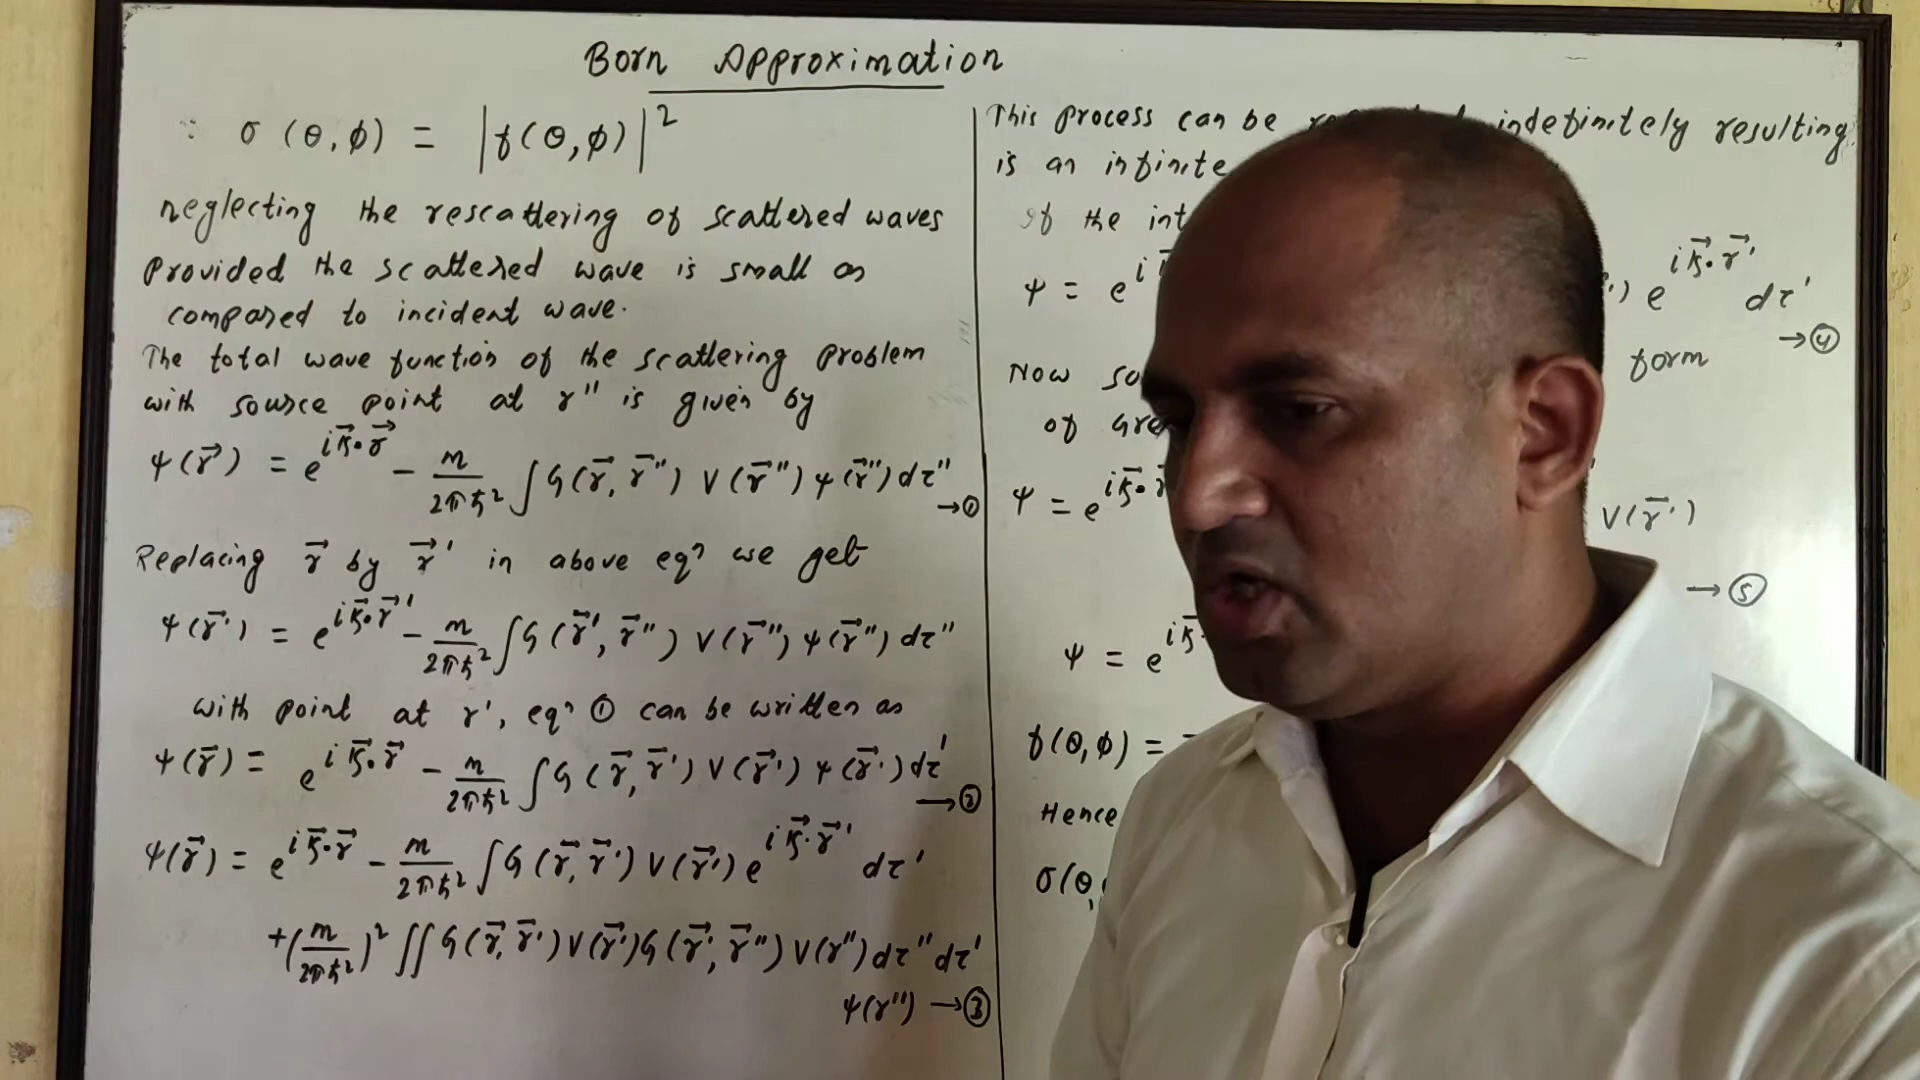 Born Approximation
∵ σ(θ,φ) = |f(θ,φ)|²
neglecting the rescattering of scattered waves
provided the scattered wave is small as
compared to incident wave.
The total wave function of the scattering problem
with source point at r'' is given by
ψ(r⃗) = e^{ik⃗·r⃗} - m/2πħ² ∫ G(r⃗, r⃗'') V(r⃗'') ψ(r⃗'') dτ'' → ①
Replacing r⃗ by r⃗' in above eqⁿ we get
ψ(r⃗') = e^{ik⃗·r⃗'} - m/2πħ² ∫ G(r⃗', r⃗'') V(r⃗'') ψ(r⃗'') dτ''
with point at r', eqⁿ ① can be written as
ψ(r⃗) = e^{ik⃗·r⃗} - m/2πħ² ∫ G(r⃗, r⃗') V(r⃗') ψ(r⃗') dτ' → ②
ψ(r⃗) = e^{ik⃗·r⃗} - m/2πħ² ∫ G(r⃗, r⃗') V(r⃗') e^{ik⃗·r⃗'} dτ'
+ (m/2πħ²)² ∫∫ G(r⃗, r⃗') V(r⃗') G(r⃗', r⃗'') V(r'') dτ'' dτ'
ψ(r'') → ③
This process can be indefinitely resulting
is an infinite
of the
ψ = e^{i ) e^{ik⃗·r⃗'} dτ'
→ ④
Now form
of
ψ = e^{ik⃗·r⃗ V(r⃗')
→ ⑤
ψ = e^{ik⃗
f(θ,φ) =
Hence
σ(θ,